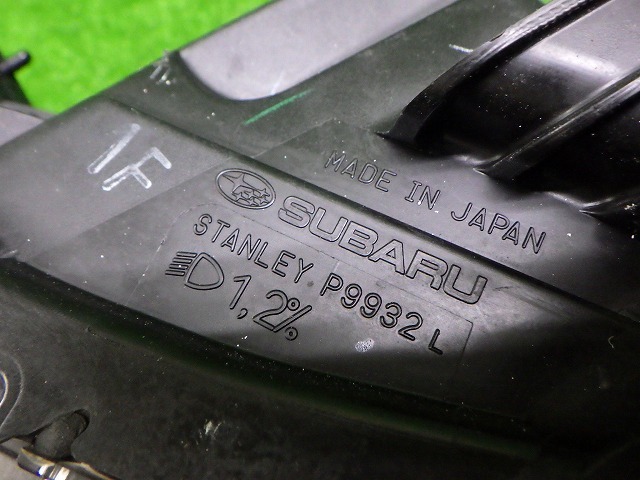 1F
MADE IN JAPAN
SUBARU
STANLEY P9932 L
1,2%